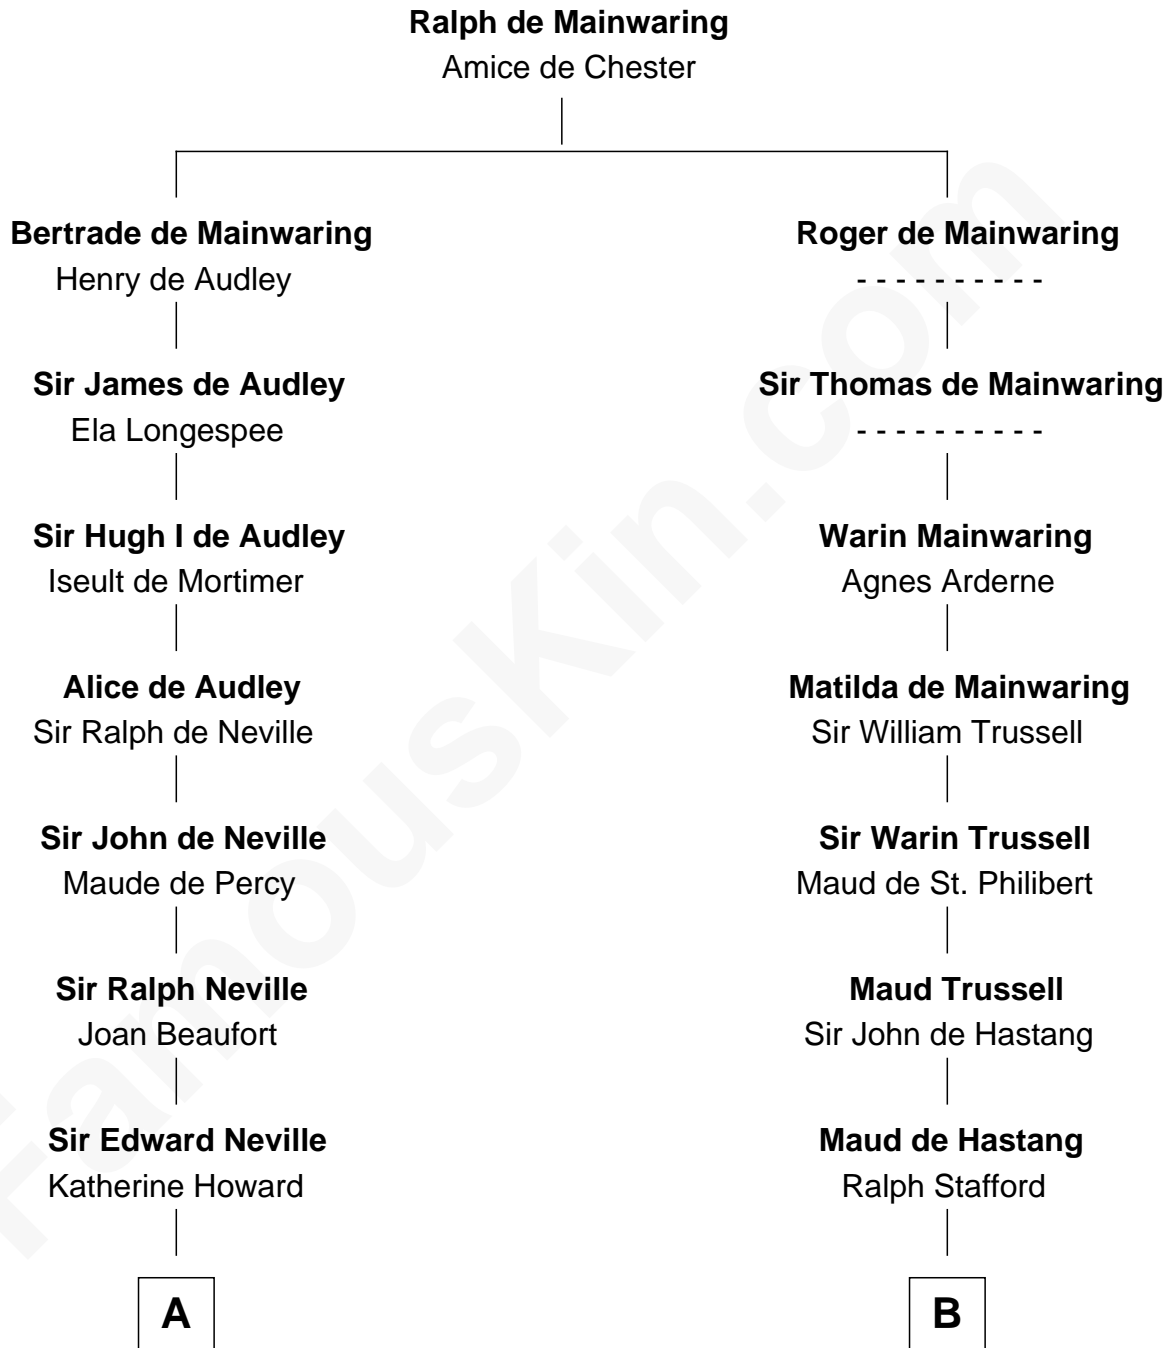 Ralph de Mainwaring
Amice de Chester
Bertrade de Mainwaring
Henry de Audley
Roger de Mainwaring
- - - - - - - - - -
Sir James de Audley
Ela Longespee
Sir Thomas de Mainwaring
- - - - - - - - - -
Sir Hugh I de Audley
Iseult de Mortimer
Warin Mainwaring
Agnes Arderne
Alice de Audley
Sir Ralph de Neville
Matilda de Mainwaring
Sir William Trussell
Sir John de Neville
Maude de Percy
Sir Warin Trussell
Maud de St. Philibert
Sir Ralph Neville
Joan Beaufort
Maud Trussell
Sir John de Hastang
Sir Edward Neville
Katherine Howard
Maud de Hastang
Ralph Stafford
A
B
FamousKin.com